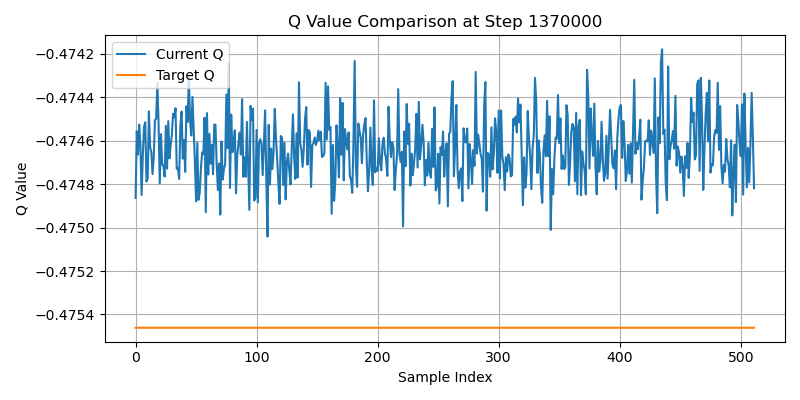 Q Value Comparison at Step 1370000
Current Q
Target Q
Q Value
−0.4742
−0.4744
−0.4746
−0.4748
−0.4750
−0.4752
−0.4754
0 100 200 300 400 500
Sample Index